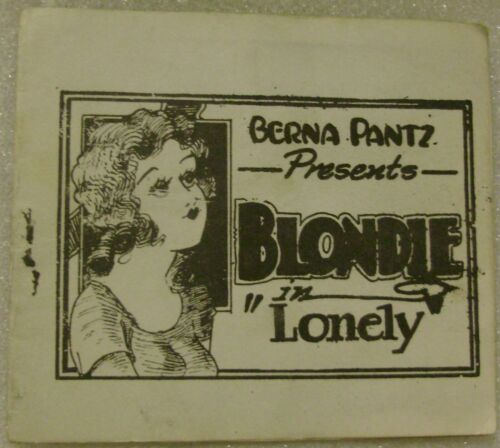 BERNA PANTZ.
Presents
BLONDIE
"in
Lonely"